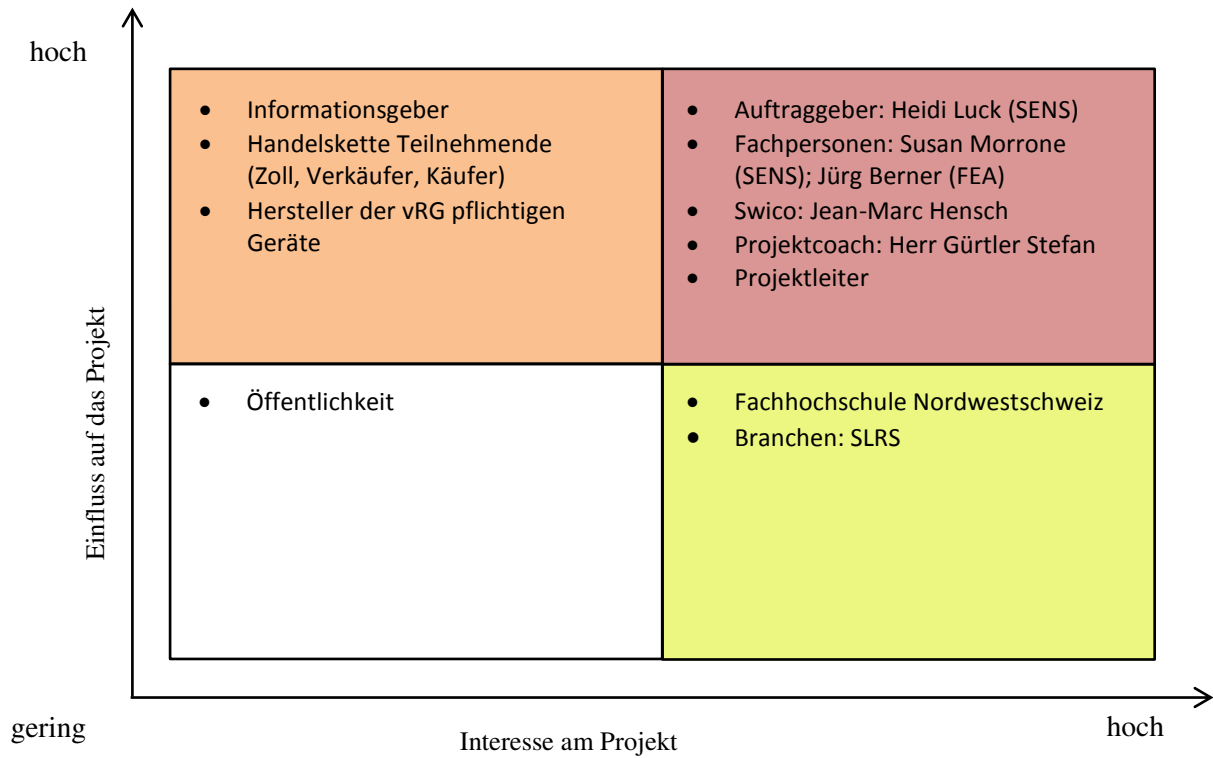 hoch
• Informationsgeber
• Handelskette Teilnehmende
(Zoll, Verkäufer, Käufer)
• Hersteller der vRG pflichtigen
Geräte
• Auftraggeber: Heidi Luck (SENS)
• Fachpersonen: Susan Morrone
(SENS); Jürg Berner (FEA)
• Swico: Jean-Marc Hensch
• Projektcoach: Herr Gürtler Stefan
• Projektleiter
Einfluss auf das Projekt
• Öffentlichkeit
• Fachhochschule Nordwestschweiz
• Branchen: SLRS
gering
Interesse am Projekt
hoch